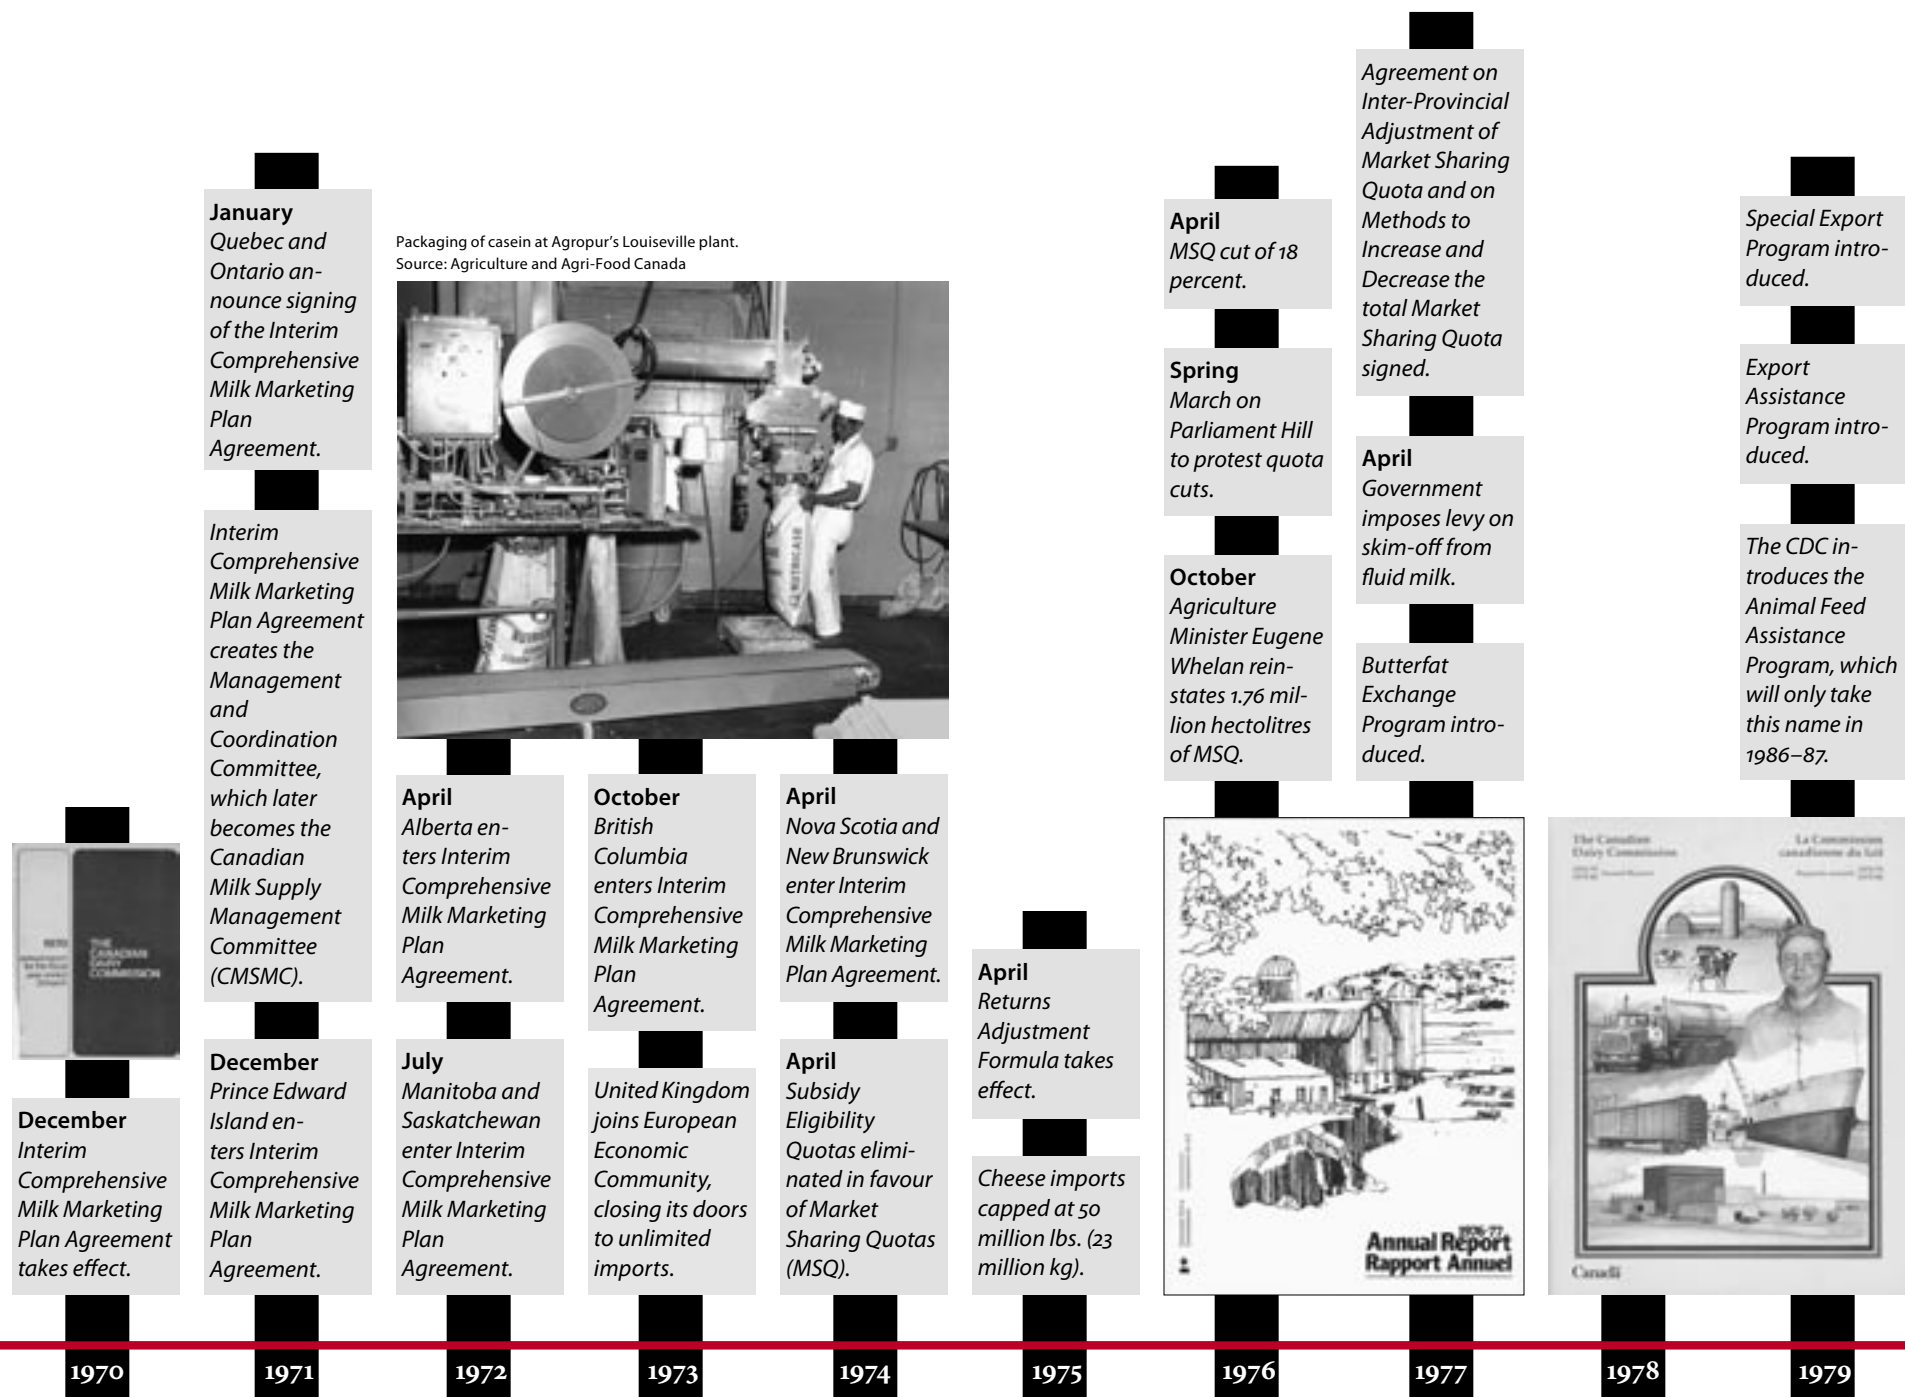 December
Interim
Comprehensive
Milk Marketing
Plan Agreement
takes effect.
1970
THE
CANADIAN
DAIRY
COMMISSION
January
Quebec and
Ontario an-
nounce signing
of the Interim
Comprehensive
Milk Marketing
Plan
Agreement.
Interim
Comprehensive
Milk Marketing
Plan Agreement
creates the
Management
and
Coordination
Committee,
which later
becomes the
Canadian
Milk Supply
Management
Committee
(CMSMC).
December
Prince Edward
Island en-
ters Interim
Comprehensive
Milk Marketing
Plan
Agreement.
1971
Packaging of casein at Agropur’s Louiseville plant.
Source: Agriculture and Agri-Food Canada
April
Alberta en-
ters Interim
Comprehensive
Milk Marketing
Plan
Agreement.
July
Manitoba and
Saskatchewan
enter Interim
Comprehensive
Milk Marketing
Plan
Agreement.
1972
October
British
Columbia
enters Interim
Comprehensive
Milk Marketing
Plan
Agreement.
United Kingdom
joins European
Economic
Community,
closing its doors
to unlimited
imports.
1973
April
Nova Scotia and
New Brunswick
enter Interim
Comprehensive
Milk Marketing
Plan Agreement.
April
Subsidy
Eligibility
Quotas elimi-
nated in favour
of Market
Sharing Quotas
(MSQ).
1974
April
Returns
Adjustment
Formula takes
effect.
Cheese imports
capped at 50
million lbs. (23
million kg).
1975
April
MSQ cut of 18
percent.
Spring
March on
Parliament Hill
to protest quota
cuts.
October
Agriculture
Minister Eugene
Whelan rein-
states 1.76 mil-
lion hectolitres
of MSQ.
1976
Agreement on
Inter-Provincial
Adjustment of
Market Sharing
Quota and on
Methods to
Increase and
Decrease the
total Market
Sharing Quota
signed.
April
Government
imposes levy on
skim-off from
fluid milk.
Butterfat
Exchange
Program intro-
duced.
1976-77
Annual Report
Rapport Annuel
1977
The Canadian
Dairy Commission
La Commission
canadienne du lait
Canada
1978
Special Export
Program intro-
duced.
Export
Assistance
Program intro-
duced.
The CDC in-
troduces the
Animal Feed
Assistance
Program, which
will only take
this name in
1986–87.
1979